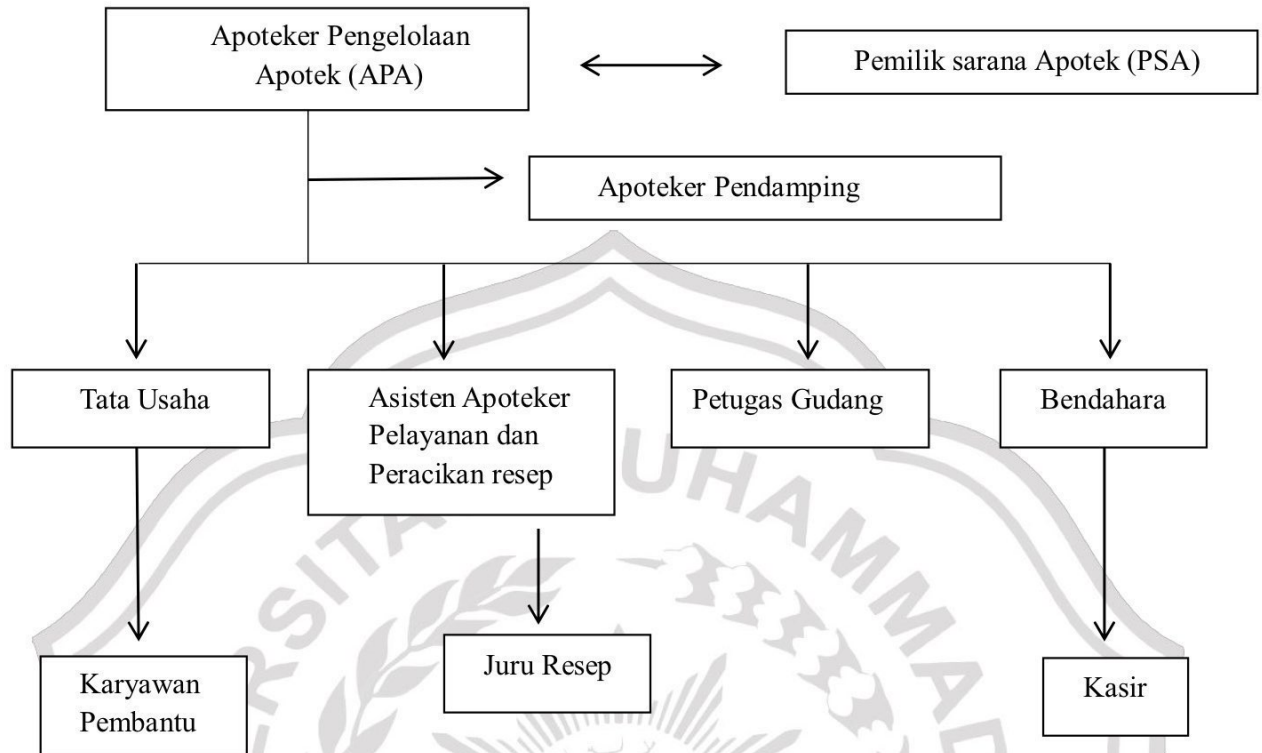 Apoteker Pengelolaan
Apotek (APA)
Pemilik sarana Apotek (PSA)
Apoteker Pendamping
Tata Usaha
Asisten Apoteker
Pelayanan dan
Peracikan resep
Petugas Gudang
Bendahara
Karyawan
Pembantu
Juru Resep
Kasir